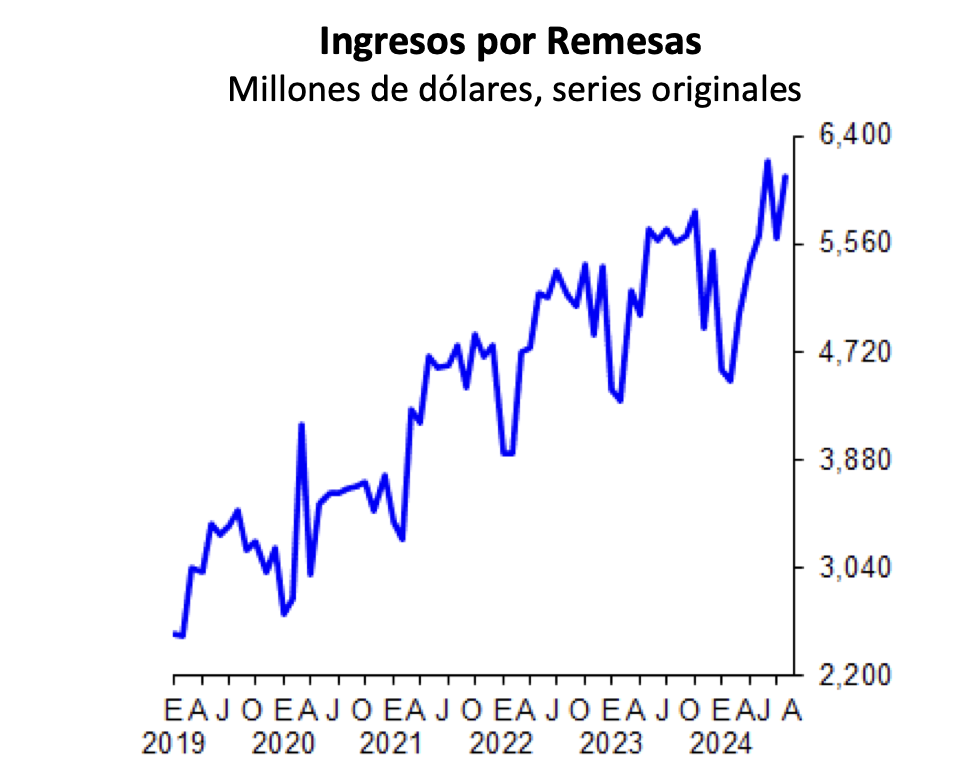 Ingresos por Remesas
Millones de dólares, series originales
6,400
5,560
4,720
3,880
3,040
2,200
E A J O E A J O E A J O E A J O E A J O E A J A
2019 2020 2021 2022 2023 2024